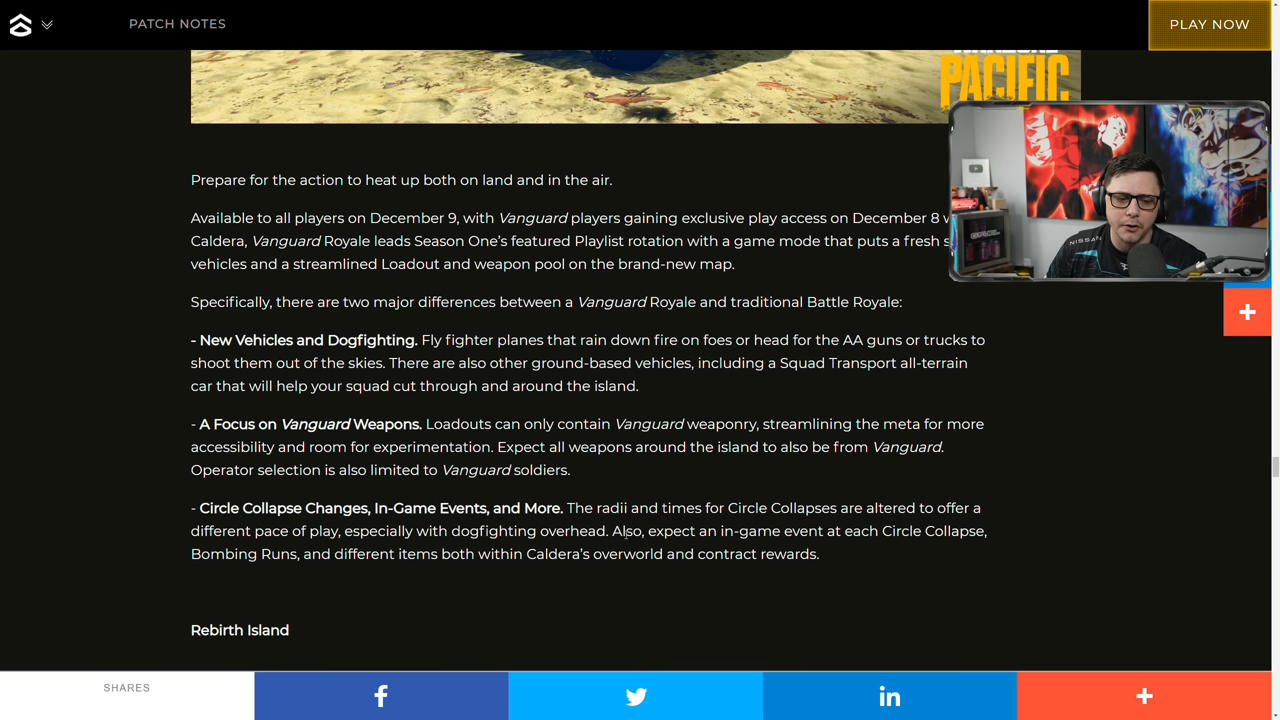 PATCH NOTES
PLAY NOW
PACIFIC
Prepare for the action to heat up both on land and in the air.
Available to all players on December 9, with Vanguard players gaining exclusive play access on December 8
Caldera, Vanguard Royale leads Season One's featured Playlist rotation with a game mode that puts a fresh
vehicles and a streamlined Loadout and weapon pool on the brand-new map.
Specifically, there are two major differences between a Vanguard Royale and traditional Battle Royale:
- New Vehicles and Dogfighting. Fly fighter planes that rain down fire on foes or head for the AA guns or trucks to
shoot them out of the skies. There are also other ground-based vehicles, including a Squad Transport all-terrain
car that will help your squad cut through and around the island.
- A Focus on Vanguard Weapons. Loadouts can only contain Vanguard weaponry, streamlining the meta for more
accessibility and room for experimentation. Expect all weapons around the island to also be from Vanguard.
Operator selection is also limited to Vanguard soldiers.
- Circle Collapse Changes, In-Game Events, and More. The radii and times for Circle Collapses are altered to offer a
different pace of play, especially with dogfighting overhead. Also, expect an in-game event at each Circle Collapse,
Bombing Runs, and different items both within Caldera's overworld and contract rewards.
Rebirth Island
SHARES
NISSAN